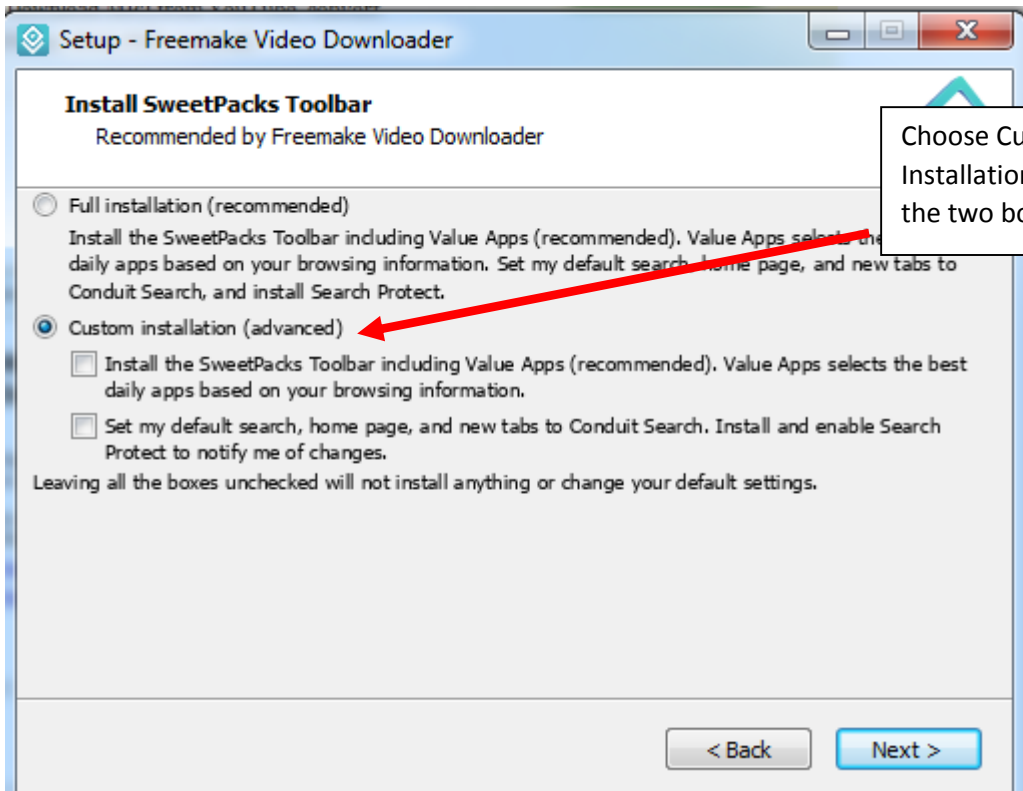 Setup - Freemake Video Downloader
Install SweetPacks Toolbar
Recommended by Freemake Video Downloader
Choose
Installation
the two
Full installation (recommended)
Install the SweetPacks Toolbar including Value Apps (recommended). Value Apps selects the
daily apps based on your browsing information. Set my default search, home page, and new tabs to
Conduit Search, and install Search Protect.
Custom installation (advanced)
Install the SweetPacks Toolbar including Value Apps (recommended). Value Apps selects the best
daily apps based on your browsing information.
Set my default search, home page, and new tabs to Conduit Search. Install and enable Search
Protect to notify me of changes.
Leaving all the boxes unchecked will not install anything or change your default settings.
< Back
Next >